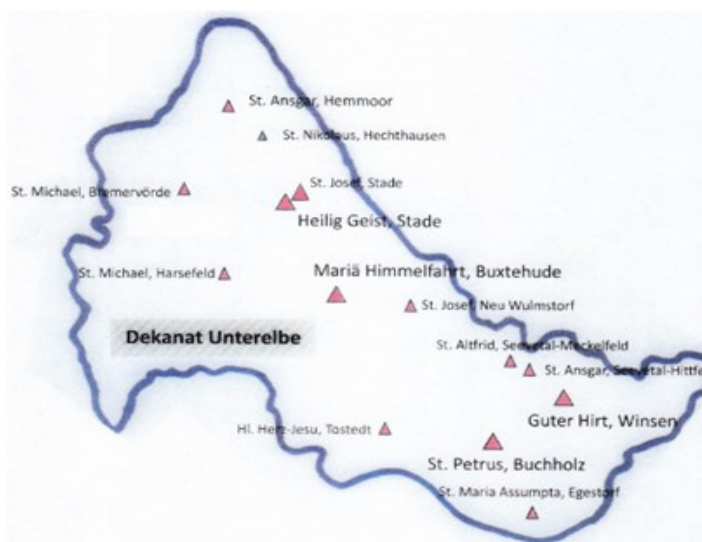 St. Ansgar, Hemmoor
St. Nikolaus, Hechthausen
St. Josef, Stade
St. Michael, Bremervörde
Heilig Geist, Stade
Mariä Himmelfahrt, Buxtehude
St. Michael, Harsefeld
St. Josef, Neu Wulmstorf
Dekanat Unterelbe
St. Altfrid, Seevetal-Meckelfeld
St. Ansgar, Seevetal-Hittfe
Guter Hirt, Winsen
Hl. Herz-Jesu, Tostedt
St. Petrus, Buchholz
St. Maria Assumpta, Egestorf